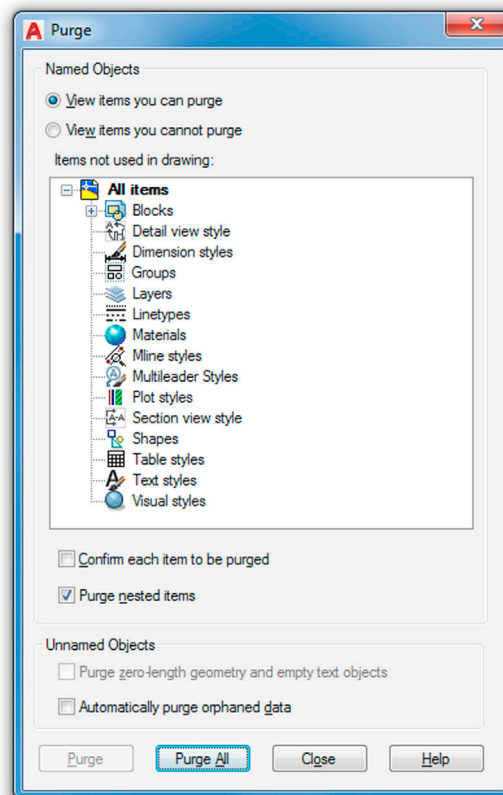 Purge
Named Objects
View items you can purge
View items you cannot purge
Items not used in drawing:
All items
Blocks
Detail view style
Dimension styles
Groups
Layers
Linetypes
Materials
Mline styles
Multileader Styles
Plot styles
Section view style
Shapes
Table styles
Text styles
Visual styles
Confirm each item to be purged
Purge nested items
Unnamed Objects
Purge zero-length geometry and empty text objects
Automatically purge orphaned data
Purge Purge All Close Help